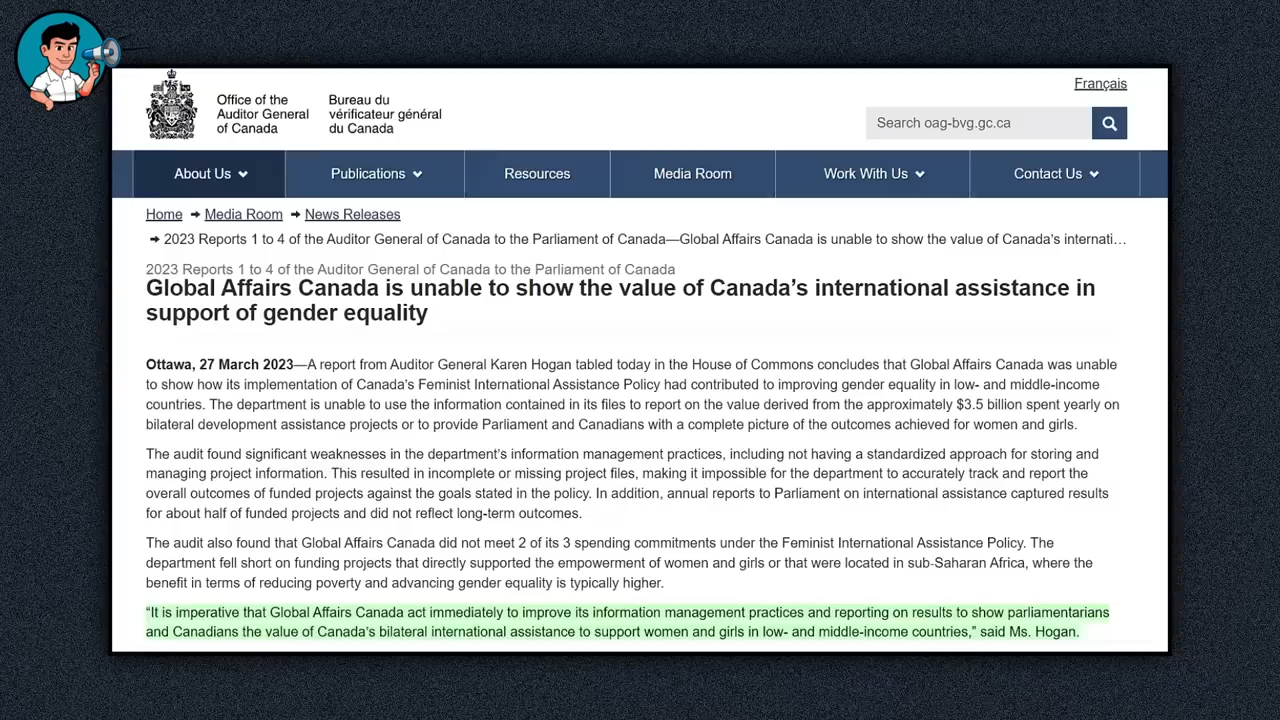 Office of the
Auditor General
of Canada
Bureau du
vérificateur général
du Canada
Français
Search oag-bvg.gc.ca
About Us
Publications
Resources
Media Room
Work With Us
Contact Us
Home ➞ Media Room ➞ News Releases
➞ 2023 Reports 1 to 4 of the Auditor General of Canada to the Parliament of Canada—Global Affairs Canada is unable to show the value of Canada’s internati…
2023 Reports 1 to 4 of the Auditor General of Canada to the Parliament of Canada
Global Affairs Canada is unable to show the value of Canada’s international assistance in
support of gender equality
Ottawa, 27 March 2023—A report from Auditor General Karen Hogan tabled today in the House of Commons concludes that Global Affairs Canada was unable
to show how its implementation of Canada’s Feminist International Assistance Policy had contributed to improving gender equality in low- and middle-income
countries. The department is unable to use the information contained in its files to report on the value derived from the approximately $3.5 billion spent yearly on
bilateral development assistance projects or to provide Parliament and Canadians with a complete picture of the outcomes achieved for women and girls.
The audit found significant weaknesses in the department’s information management practices, including not having a standardized approach for storing and
managing project information. This resulted in incomplete or missing project files, making it impossible for the department to accurately track and report the
overall outcomes of funded projects against the goals stated in the policy. In addition, annual reports to Parliament on international assistance captured results
for about half of funded projects and did not reflect long-term outcomes.
The audit also found that Global Affairs Canada did not meet 2 of its 3 spending commitments under the Feminist International Assistance Policy. The
department fell short on funding projects that directly supported the empowerment of women and girls or that were located in sub-Saharan Africa, where the
benefit in terms of reducing poverty and advancing gender equality is typically higher.
“It is imperative that Global Affairs Canada act immediately to improve its information management practices and reporting on results to show parliamentarians
and Canadians the value of Canada’s bilateral international assistance to support women and girls in low- and middle-income countries,” said Ms. Hogan.